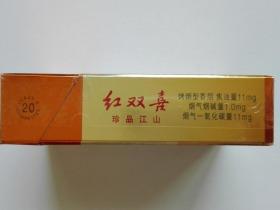 20
红双喜
珍品江山
烤烟型香烟 焦油量11mg
烟气烟碱量1.0mg
烟气一氧化碳量11mg